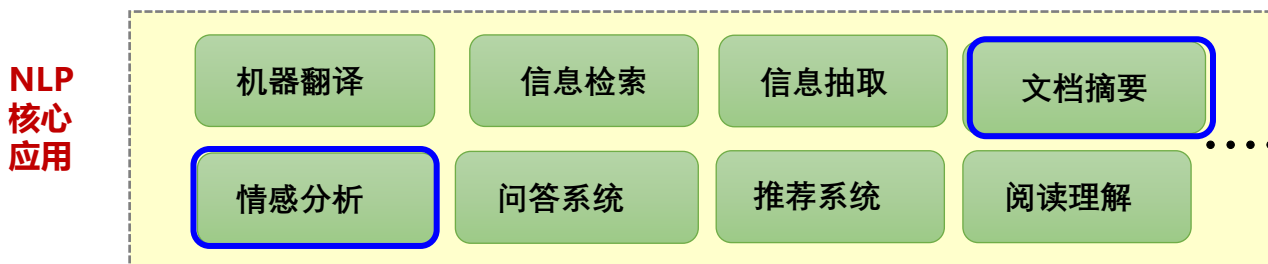 NLP
核心
应用
机器翻译 信息检索 信息抽取 文档摘要
情感分析 问答系统 推荐系统 阅读理解
••••